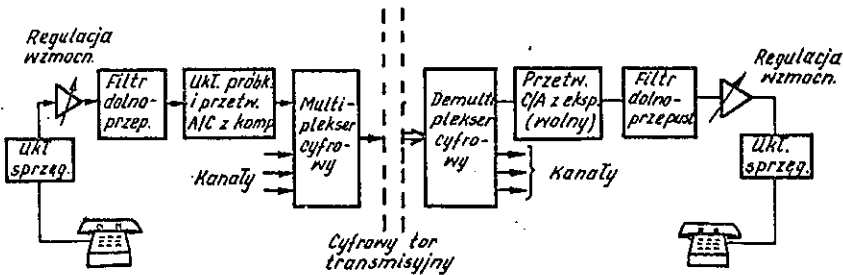 Regulacja
wzmocn.
Filtr
dolno-
przep.
Ukł. próbk.
i przetw.
A/C z komp.
Multi-
plekser
cyfro-
wy
Kanały
Ukł.
sprzęg.
Cyfrowy tor
transmisyjny
Demulti-
plekser
cyfro-
wy
Kanały
Przetw.
C/A z eksp.
(wolny)
Filtr
dolno-
przepust.
Regulacja
wzmocn.
Ukł.
sprzęg.